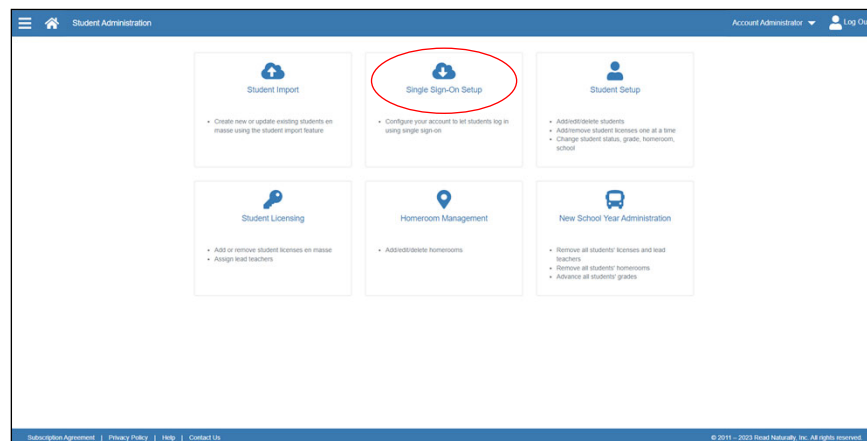 Student Administration
Account Administrator
Log Ou
Student Import
• Create new or update existing students en
masse using the student import feature
Single Sign-On Setup
• Configure your account to let students log in
using single sign-on
Student Setup
• Add/edit/delete students
• Add/remove student licenses one at a time
• Change student status, grade, homeroom,
school
Student Licensing
• Add or remove student licenses en masse
• Assign lead teachers
Homeroom Management
• Add/edit/delete homerooms
New School Year Administration
• Remove all students' licenses and lead
teachers
• Remove all students' homerooms
• Advance all students' grades
Subscription Agreement | Privacy Policy | Help | Contact Us
© 2011 – 2023 Read Naturally, Inc. All rights reserved.